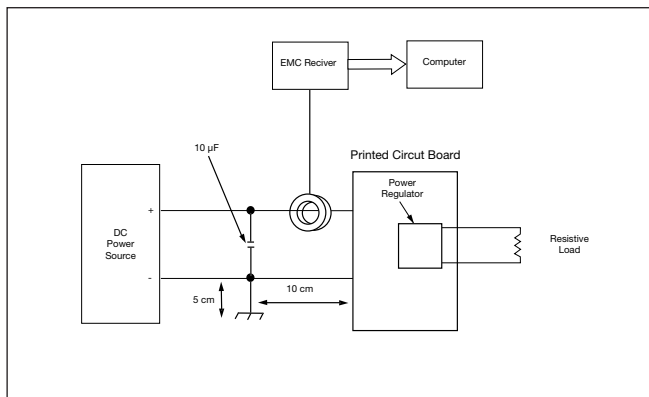 EMC Reciver
Computer
10 µF
Printed Circut Board
Power
Regulator
+
DC
Power
Source
-
Resistive
Load
10 cm
5 cm